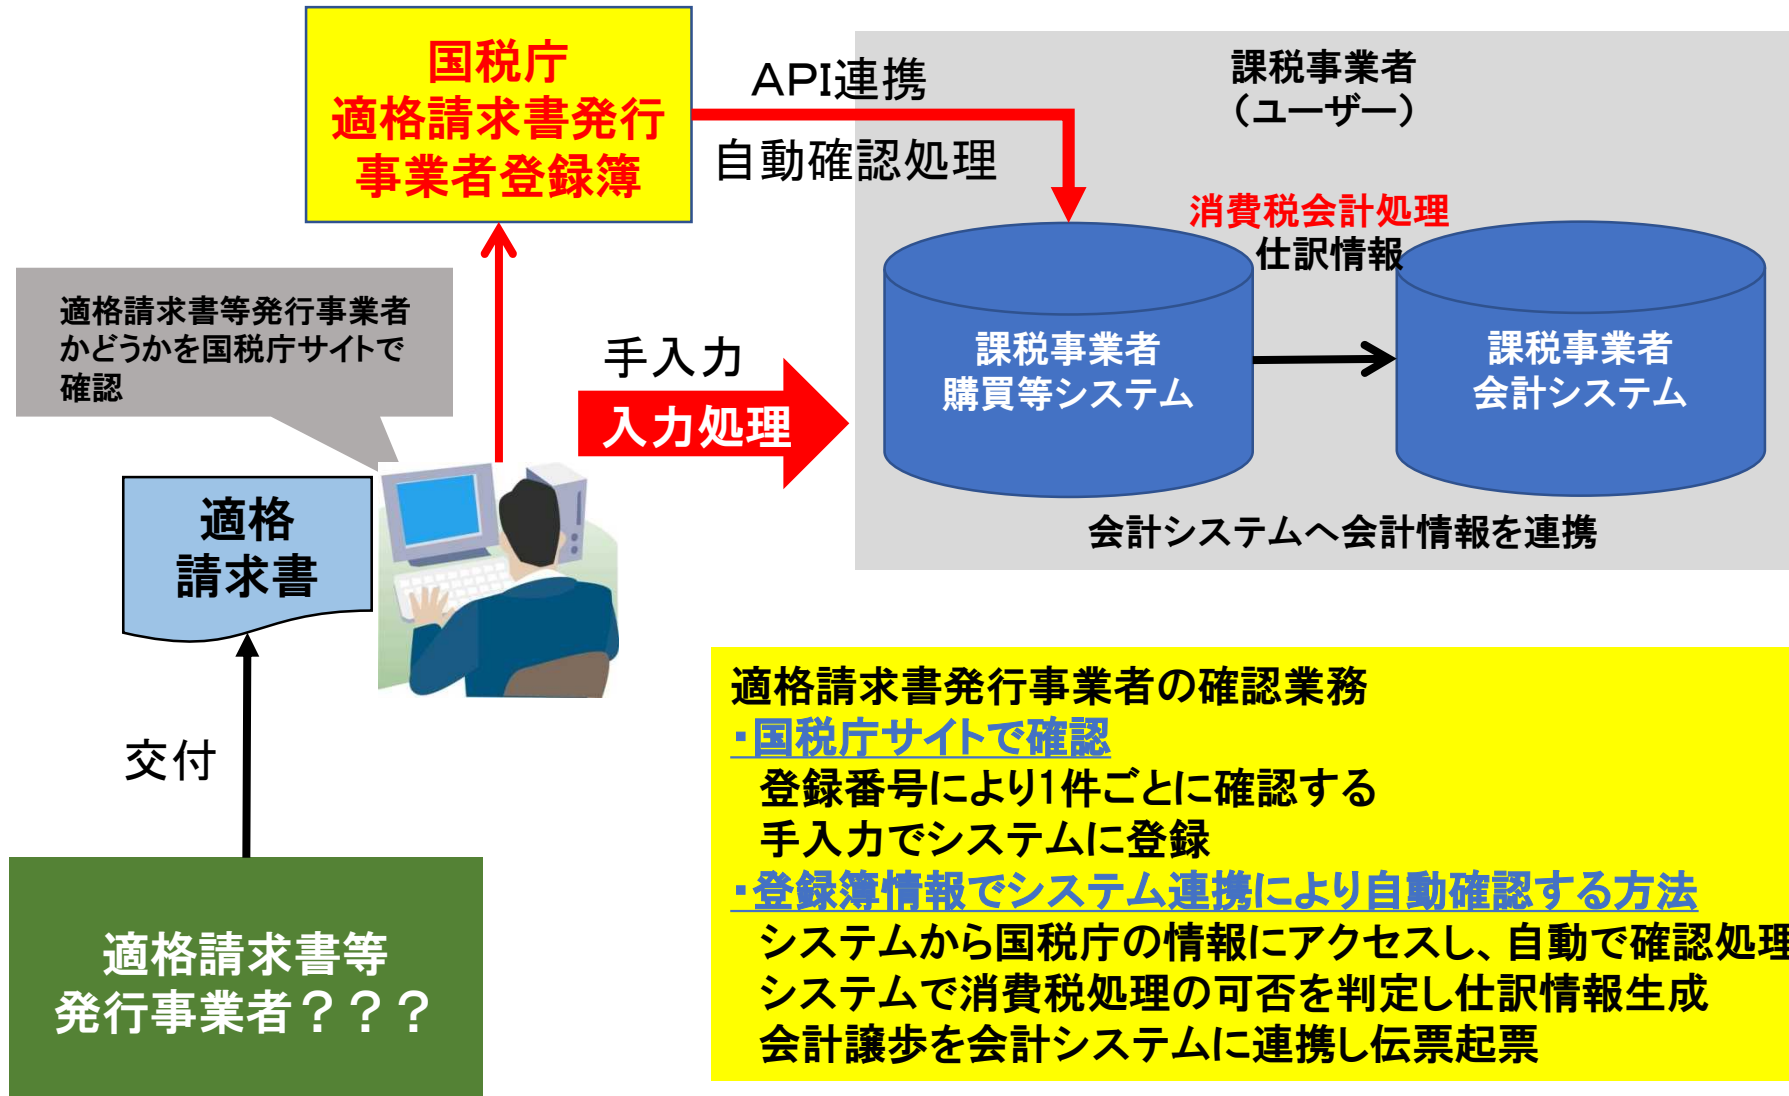 国税庁
適格請求書発行
事業者登録簿
API連携
自動確認処理
課税事業者
（ユーザー）
消費税会計処理
仕訳情報
適格請求書等発行事業者
かどうかを国税庁サイトで
確認
手入力
入力処理
課税事業者
購買等システム
課税事業者
会計システム
会計システムへ会計情報を連携
適格
請求書
交付
適格請求書等
発行事業者？？？
適格請求書発行事業者の確認業務
・国税庁サイトで確認
登録番号により1件ごとに確認する
手入力でシステムに登録
・登録簿情報でシステム連携により自動確認する方法
システムから国税庁の情報にアクセスし、自動で確認処理
システムで消費税処理の可否を判定し仕訳情報生成
会計譲歩を会計システムに連携し伝票起票